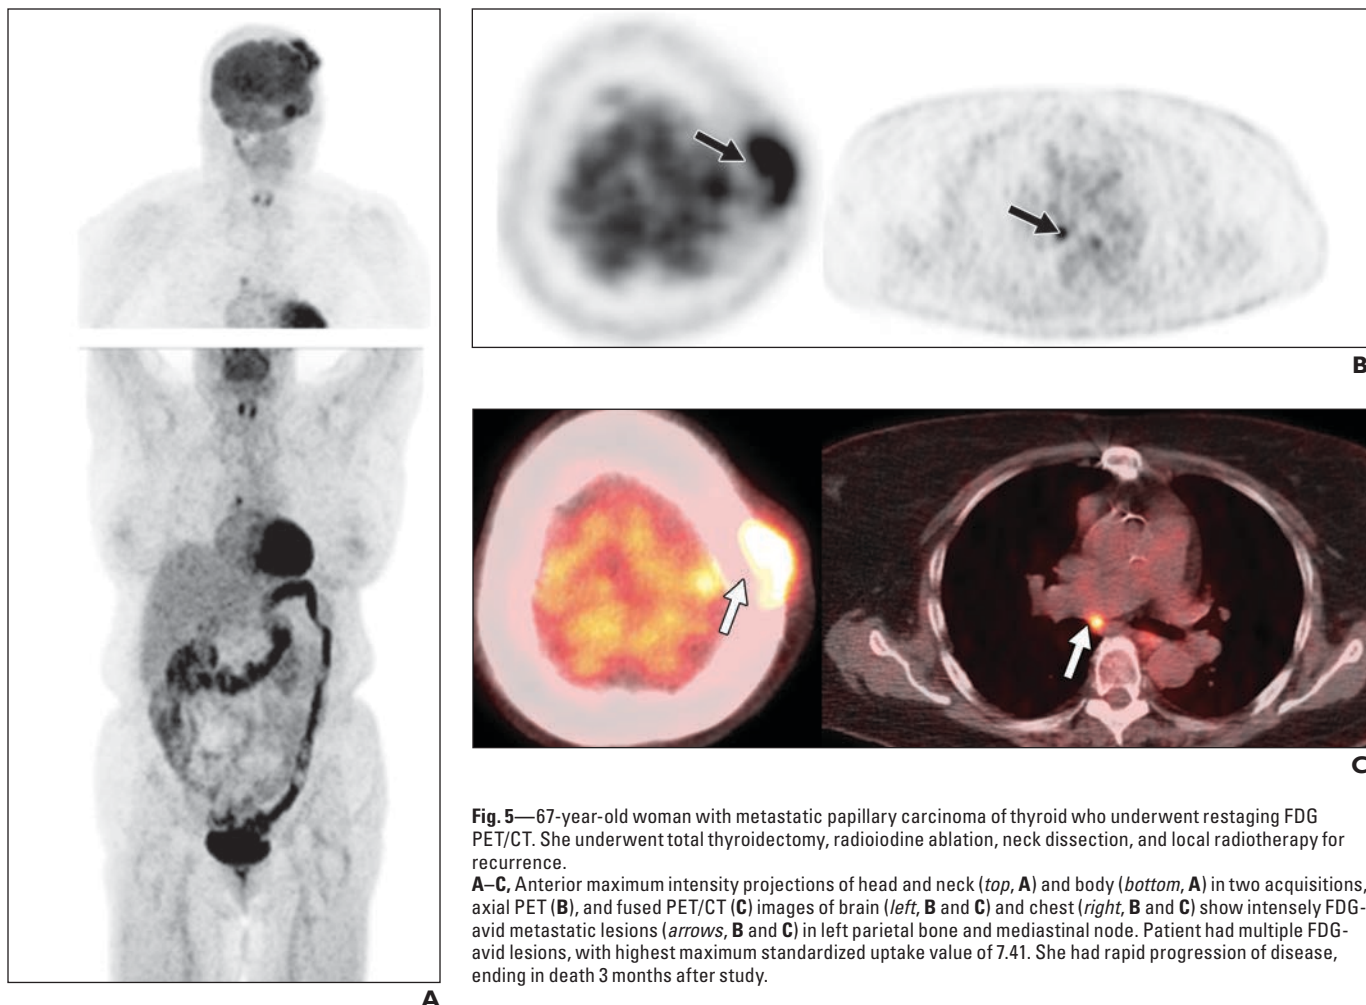 A
B
C
Fig. 5—67-year-old woman with metastatic papillary carcinoma of thyroid who underwent restaging FDG
PET/CT. She underwent total thyroidectomy, radioiodine ablation, neck dissection, and local radiotherapy for
recurrence.
A–C, Anterior maximum intensity projections of head and neck (top, A) and body (bottom, A) in two acquisitions,
axial PET (B), and fused PET/CT (C) images of brain (left, B and C) and chest (right, B and C) show intensely FDG-
avid metastatic lesions (arrows, B and C) in left parietal bone and mediastinal node. Patient had multiple FDG-
avid lesions, with highest maximum standardized uptake value of 7.41. She had rapid progression of disease,
ending in death 3 months after study.